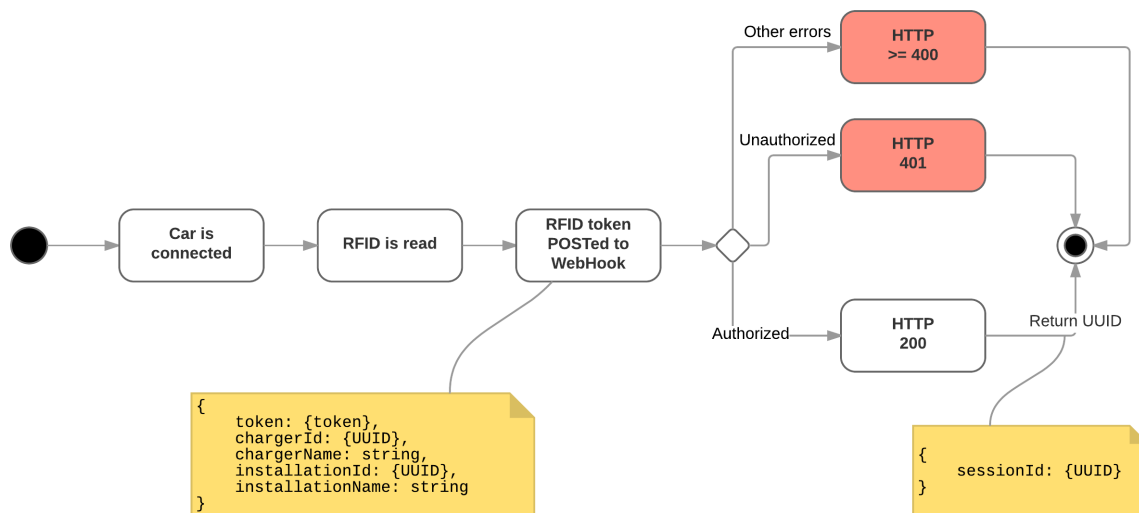 Other errors
HTTP
>= 400
Unauthorized
HTTP
401
Car is
connected
RFID is read
RFID token
POSTed to
WebHook
Authorized
HTTP
200
Return UUID
{
    token: {token},
    chargerId: {UUID},
    chargerName: string,
    installationId: {UUID},
    installationName: string
}
{
    sessionId: {UUID}
}